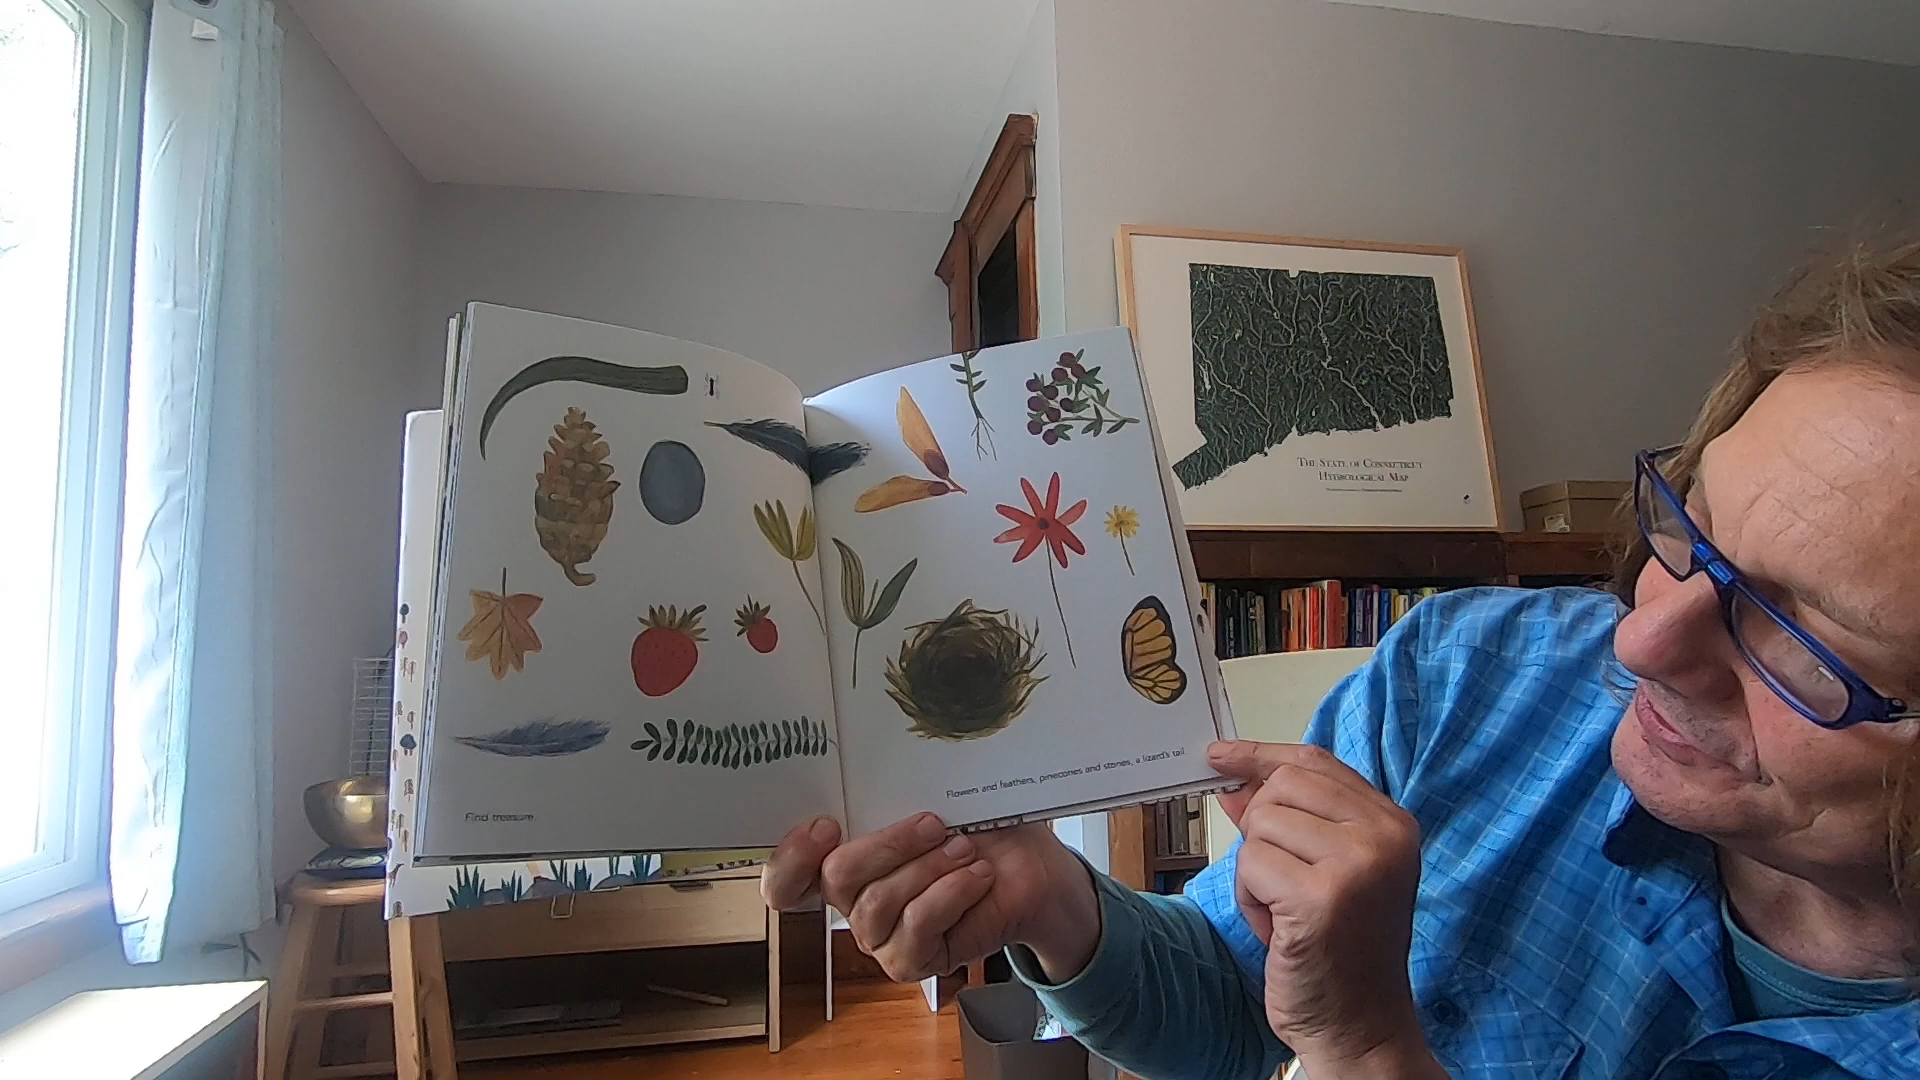 Find treasure.
Flowers and feathers, pinecones and stones, a lizard's tail.
THE STATE OF CONNECTICUT
HYDROLOGICAL MAP